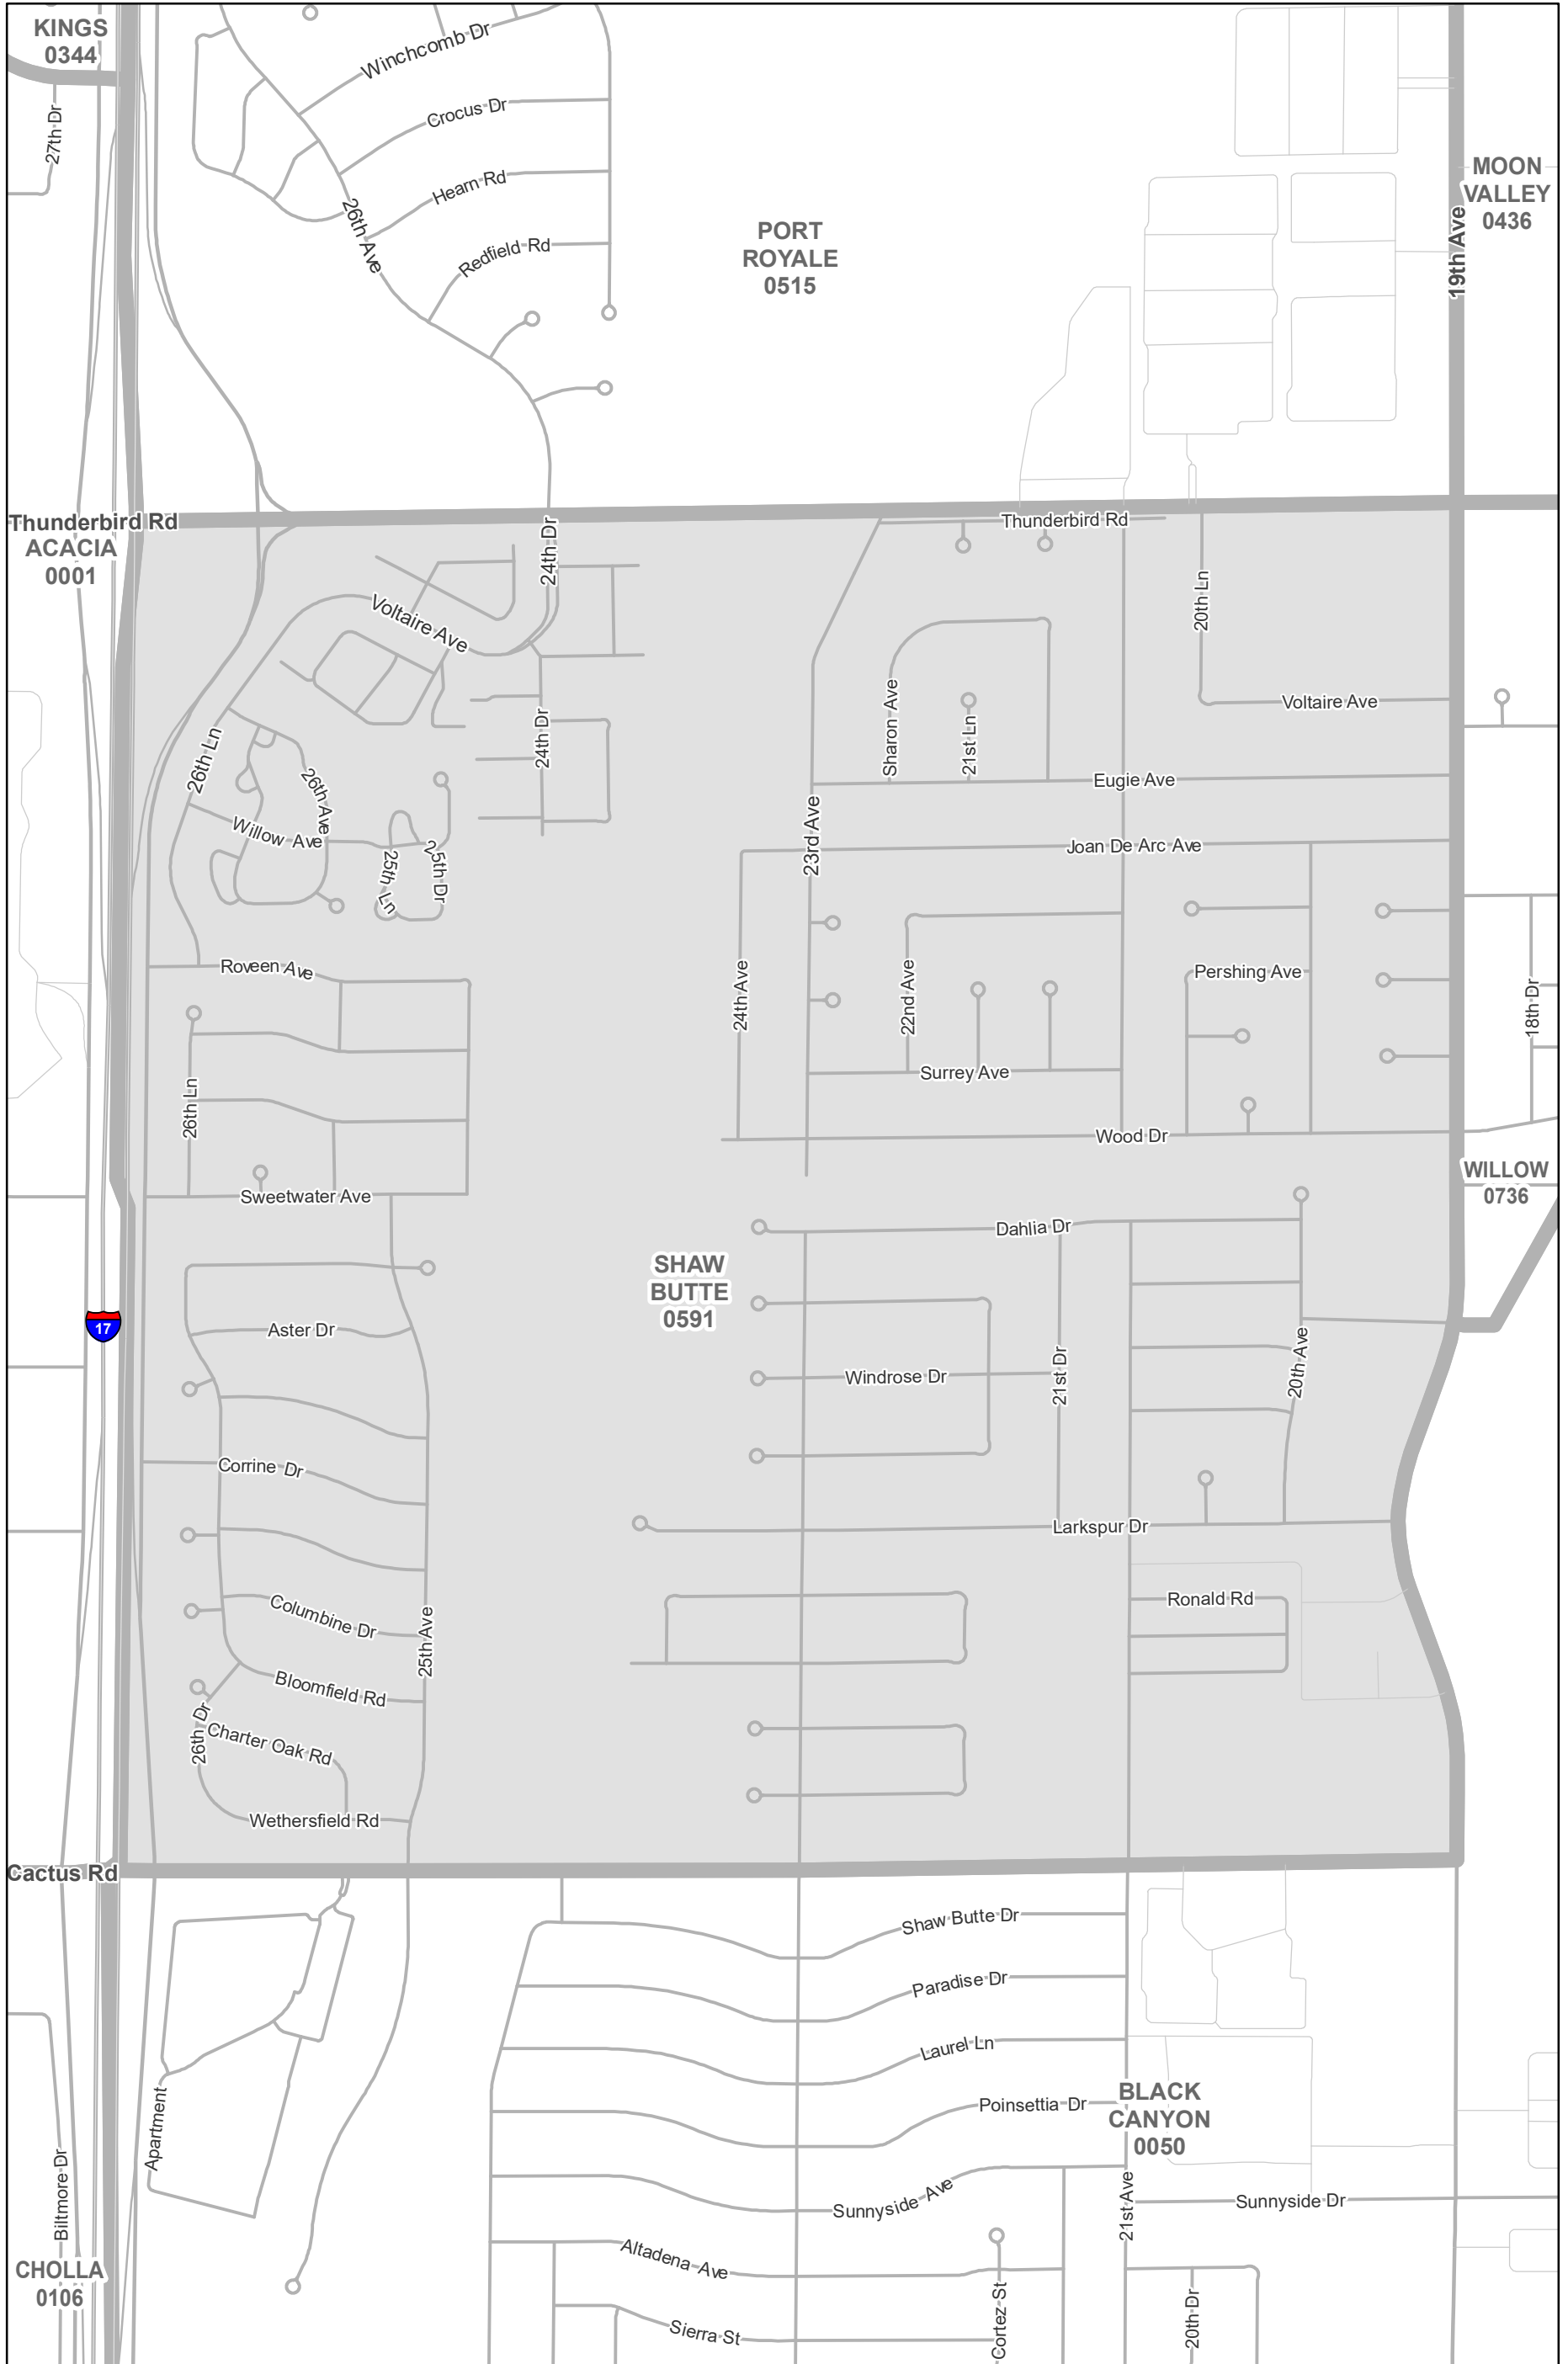 KINGS
0344
27th Dr
Winchcomb Dr
Crocus Dr
Hearn Rd
26th Ave
Redfield Rd
PORT
ROYALE
0515
MOON
VALLEY
0436
19th Ave
Thunderbird Rd
ACACIA
0001
Thunderbird Rd
24th Dr
Voltaire Ave
20th Ln
Sharon Ave
21st Ln
Voltaire Ave
24th Dr
26th Ln
26th Ave
Willow Ave
25th Ln
25th Dr
23rd Ave
Eugie Ave
Joan De Arc Ave
Roveen Ave
24th Ave
22nd Ave
Pershing Ave
18th Dr
26th Ln
Surrey Ave
Wood Dr
Sweetwater Ave
WILLOW
0736
Dahlia Dr
SHAW
BUTTE
0591
17
Aster Dr
Windrose Dr
21st Dr
20th Ave
Corrine Dr
Larkspur Dr
Columbine Dr
25th Ave
Ronald Rd
Bloomfield Rd
26th Dr
Charter Oak Rd
Wethersfield Rd
Cactus Rd
Shaw Butte Dr
Paradise Dr
Laurel Ln
Poinsettia Dr
BLACK
CANYON
0050
Apartment
Biltmore Dr
Sunnyside Ave
21st Ave
Sunnyside Dr
CHOLLA
0106
Altadena Ave
Cortez St
20th Dr
Sierra St